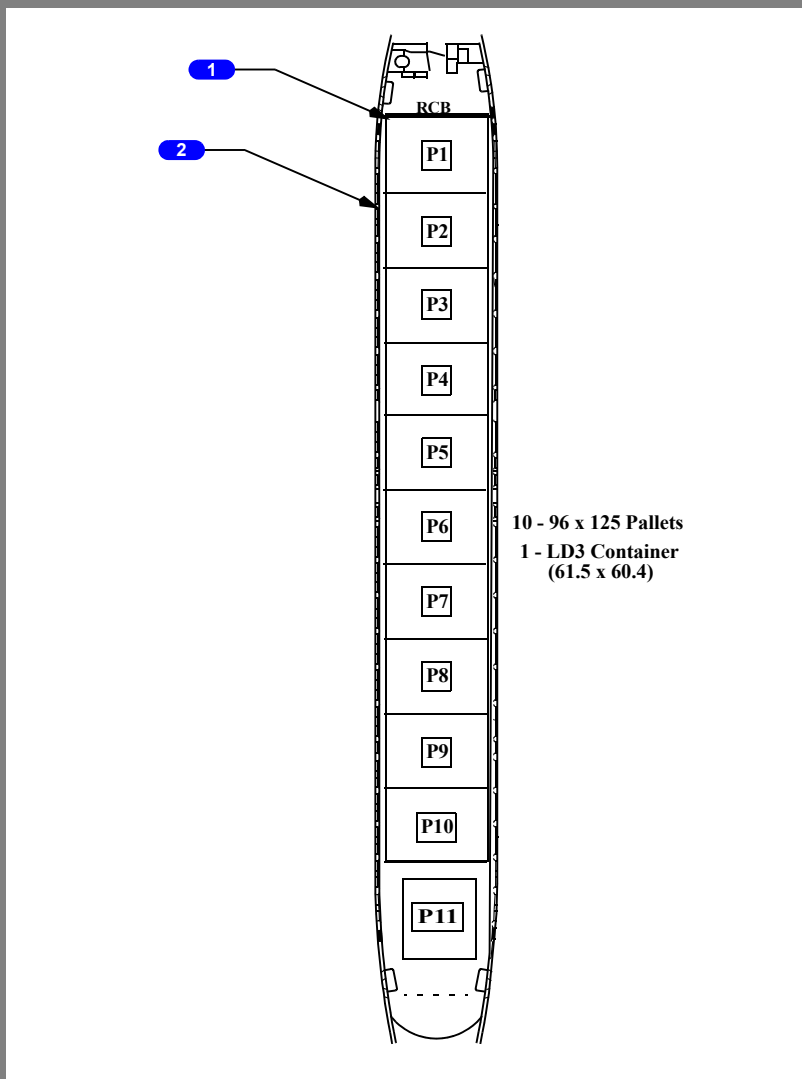 1
RCB
2
P1
P2
P3
P4
P5
P6
10 - 96 x 125 Pallets
1 - LD3 Container
(61.5 x 60.4)
P7
P8
P9
P10
P11